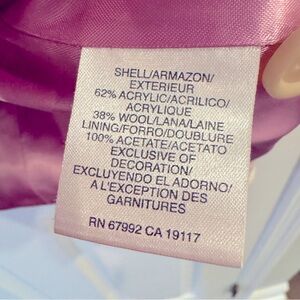 SHELL/ARMAZON/
EXTERIEUR
62% ACRYLIC/ACRILICO/
ACRYLIQUE
38% WOOL/LANA/LAINE
LINING/FORRO/DOUBLURE
100% ACETATE/ACETATO
EXCLUSIVE OF
DECORATION/
EXCLUYENDO EL ADORNO/
A L'EXCEPTION DES
GARNITURES
RN 67992 CA 19117